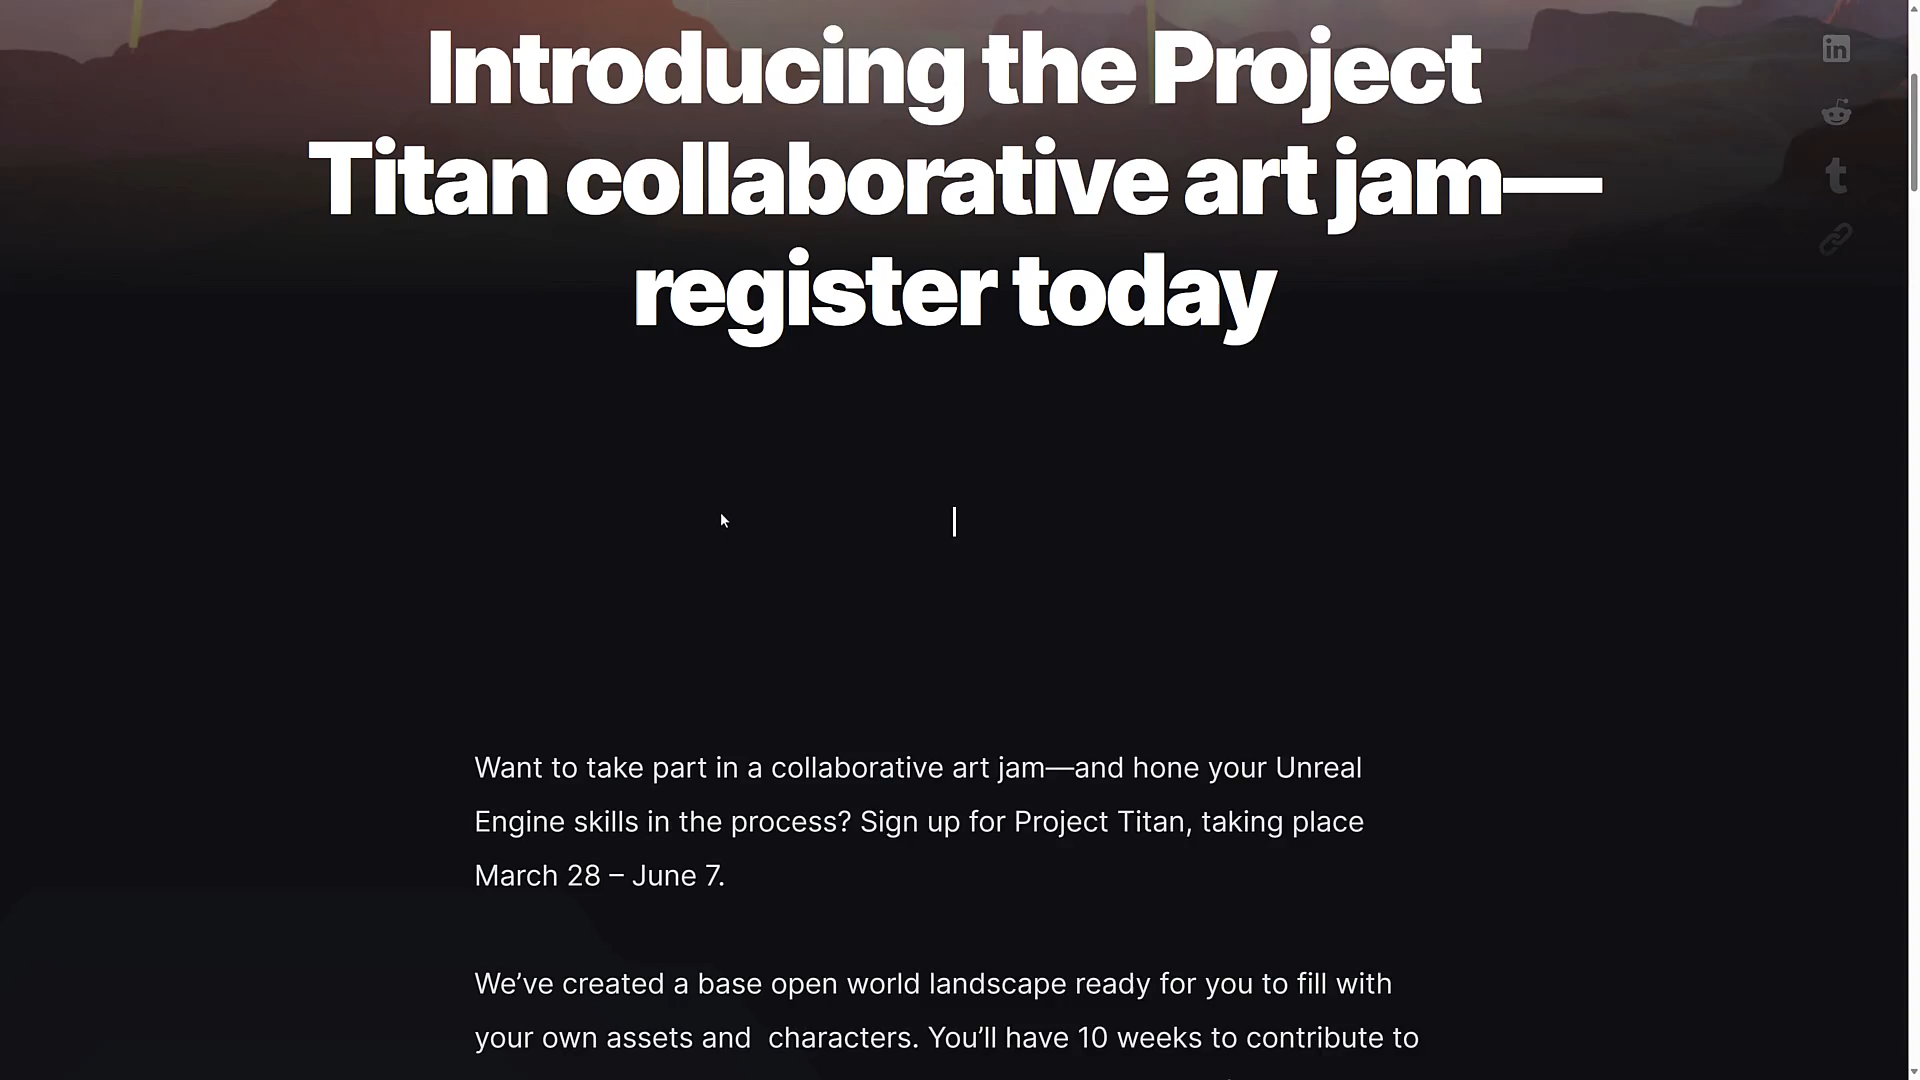 Introducing the Project
Titan collaborative art jam—
register today
Want to take part in a collaborative art jam—and hone your Unreal
Engine skills in the process? Sign up for Project Titan, taking place
March 28 – June 7.
We’ve created a base open world landscape ready for you to fill with
your own assets and  characters. You’ll have 10 weeks to contribute to